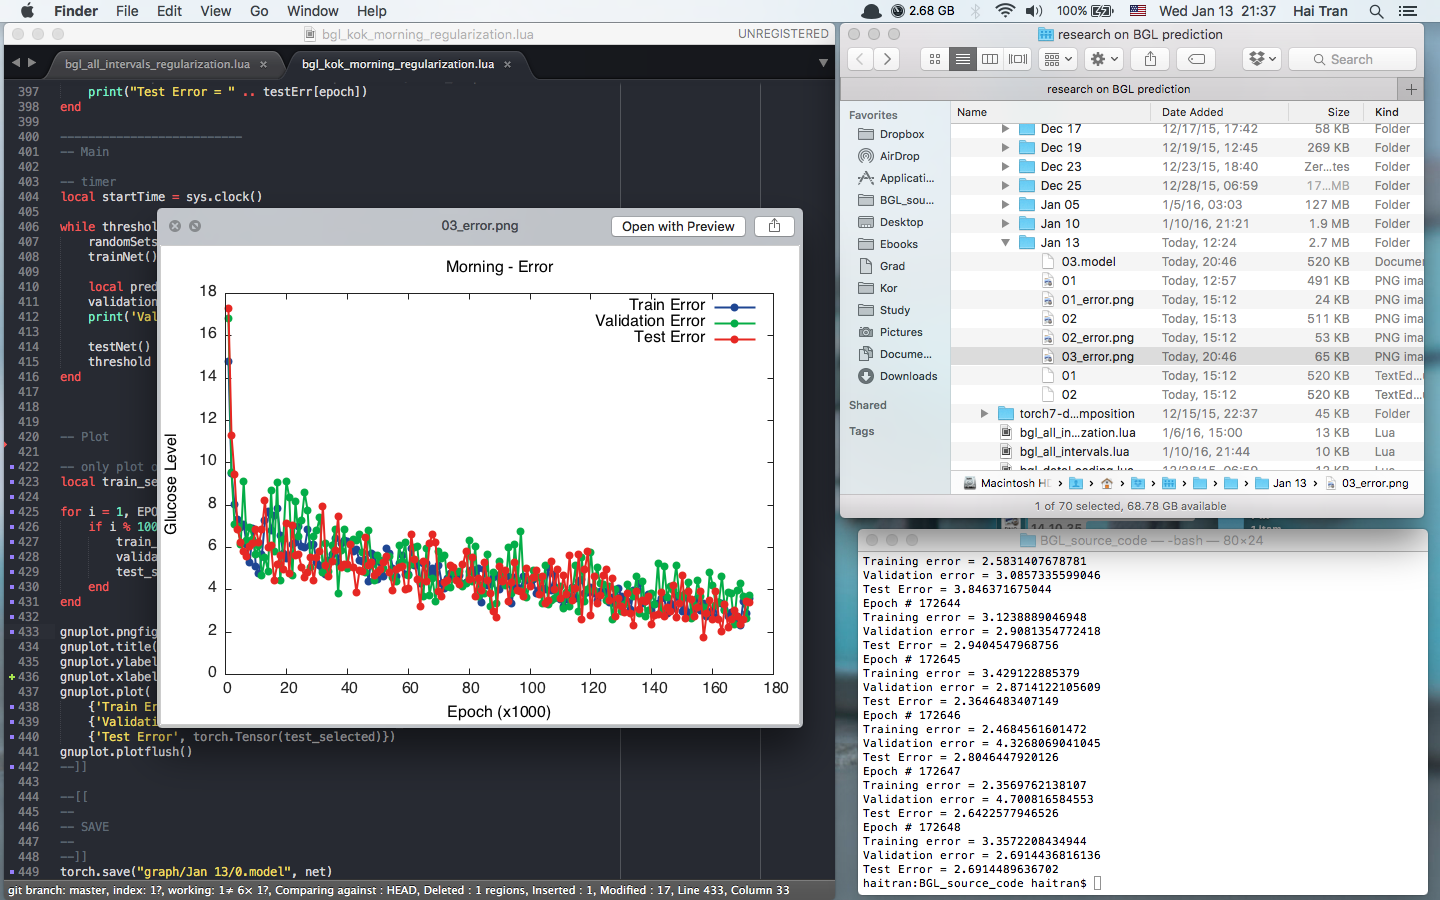 Finder File Edit View Go Window Help
2.68 GB 100% Wed Jan 13 21:37 Hai Tran
bgl_kok_morning_regularization.lua UNREGISTERED
bgl_all_intervals_regularization.lua × bgl_kok_morning_regularization.lua ×
397 print("Test Error = " .. testErr[epoch])
398 end
399
400 --------------------------
401 -- Main
402
403 -- timer
404 local startTime = sys.clock()
405
406 while threshol
407 randomSets
408 trainNet()
409
410 local pred
411 validation
412 print('Val
413
414 testNet()
415 threshold
416 end
417
418
419
420 -- Plot
421
422 -- only plot o
423 local train_se
424
425 for i = 1, EPO
426 if i % 100
427 train_
428 valida
429 test_s
430 end
431 end
432
433 gnuplot.pngfig
434 gnuplot.title(
435 gnuplot.ylabel
436 gnuplot.xlabel
437 gnuplot.plot(
438 {'Train Er
439 {'Validati
440 {'Test Error', torch.Tensor(test_selected)})
441 gnuplot.plotflush()
442 --]]
443
444 --[[
445 --
446 -- SAVE
447 --
448 --]]
449 torch.save("graph/Jan 13/0.model", net)
git branch: master, index: 1?, working: 1≠ 6× 1?, Comparing against : HEAD, Deleted : 1 regions, Inserted : 1, Modified : 17, Line 433, Column 33
03_error.png Open with Preview
Morning - Error
Train Error
Validation Error
Test Error
Glucose Level
18
16
14
12
10
8
6
4
2
0
0 20 40 60 80 100 120 140 160 180
Epoch (x1000)
research on BGL prediction
Search
research on BGL prediction
Favorites
Dropbox
AirDrop
Applicati...
BGL_sou...
Desktop
Ebooks
Grad
Kor
Study
Pictures
Docume...
Downloads
Shared
Tags
Name Date Added Size Kind
Dec 17 12/17/15, 17:42 58 KB Folder
Dec 19 12/19/15, 12:45 269 KB Folder
Dec 23 12/23/15, 18:40 Zer...tes Folder
Dec 25 12/28/15, 06:59 17...MB Folder
Jan 05 1/5/16, 03:03 127 MB Folder
Jan 10 1/10/16, 21:21 1.9 MB Folder
Jan 13 Today, 12:24 2.7 MB Folder
03.model Today, 20:46 520 KB Docume
01 Today, 12:57 491 KB PNG ima
01_error.png Today, 15:12 24 KB PNG ima
02 Today, 15:13 511 KB PNG ima
02_error.png Today, 15:12 53 KB PNG ima
03_error.png Today, 20:46 65 KB PNG ima
01 Today, 15:12 520 KB TextEd...
02 Today, 15:12 520 KB TextEd...
torch7-d...mposition 12/15/15, 22:37 45 KB Folder
bgl_all_in...zation.lua 1/6/16, 15:00 13 KB Lua
bgl_all_intervals.lua 1/10/16, 21:44 10 KB Lua
Macintosh HD › › › › › › › Jan 13 › 03_error.png
1 of 70 selected, 68.78 GB available
BGL_source_code — -bash — 80×24
Training error = 2.5831407678781
Validation error = 3.0857335599046
Test Error = 3.846371675044
Epoch # 172644
Training error = 3.1238889046948
Validation error = 2.9081354772418
Test Error = 2.9404547968756
Epoch # 172645
Training error = 3.429122885379
Validation error = 2.8714122105609
Test Error = 2.3646483407149
Epoch # 172646
Training error = 2.4684561601472
Validation error = 4.3268069041045
Test Error = 2.8046447920126
Epoch # 172647
Training error = 2.3569762138107
Validation error = 4.700816584553
Test Error = 2.6422577946526
Epoch # 172648
Training error = 3.3572208434944
Validation error = 2.6914436816136
Test Error = 2.6914489636702
haitran:BGL_source_code haitran$